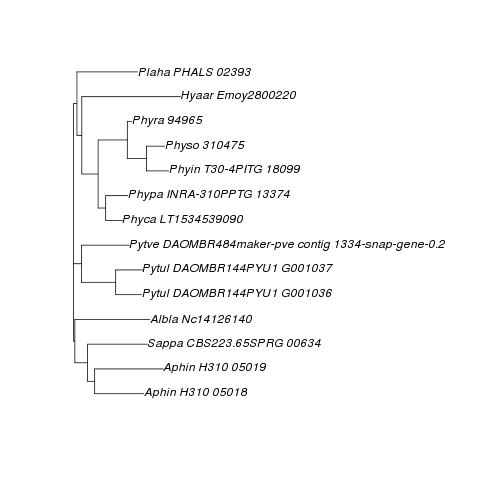 Plaha PHALS 02393
Hyaar Emoy2800220
Phyra 94965
Physo 310475
Phyin T30-4PITG 18099
Phypa INRA-310PPTG 13374
Phyca LT1534539090
Pytve DAOMBR484maker-pve contig 1334-snap-gene-0.2
Pytul DAOMBR144PYU1 G001037
Pytul DAOMBR144PYU1 G001036
Albla Nc14126140
Sappa CBS223.65SPRG 00634
Aphin H310 05019
Aphin H310 05018